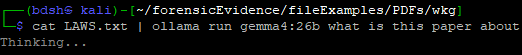 ┌──(bdsh㉿kali)-[~/forensicEvidence/fileExamples/PDFs/wkg]
└─$ cat LAWS.txt | ollama run gemma4:26b what is this paper about
Thinking...